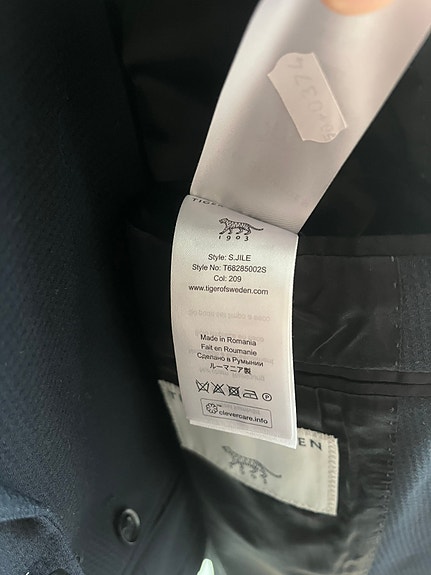 1903
Style: S.JILE
Style No: T68285002S
Col: 209
www.tigerofsweden.com
Made in Romania
Fait en Roumanie
Сделано в Румынии
ルーマニア製
P
clevercare.info